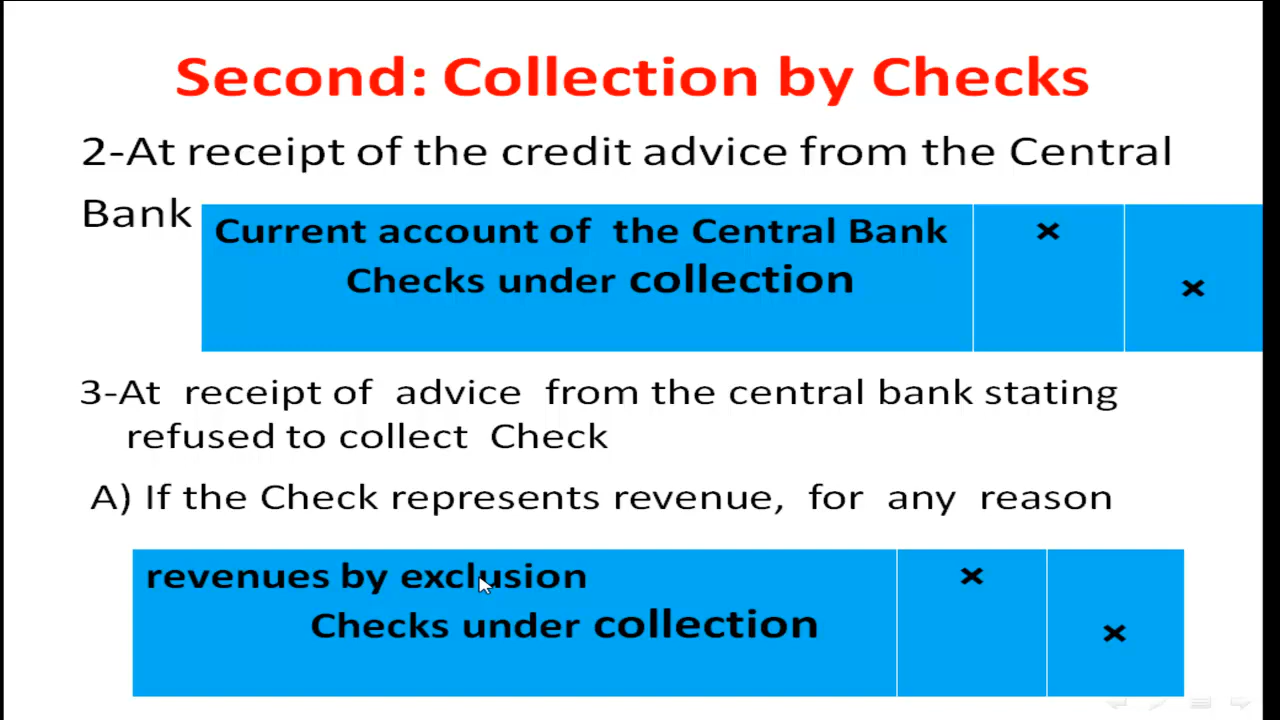 Second: Collection by Checks
2-At receipt of the credit advice from the Central
Bank
Current account of the Central Bank
×
Checks under collection
×
3-At receipt of advice from the central bank stating
refused to collect Check
A) If the Check represents revenue, for any reason
revenues by exclusion
×
Checks under collection
×